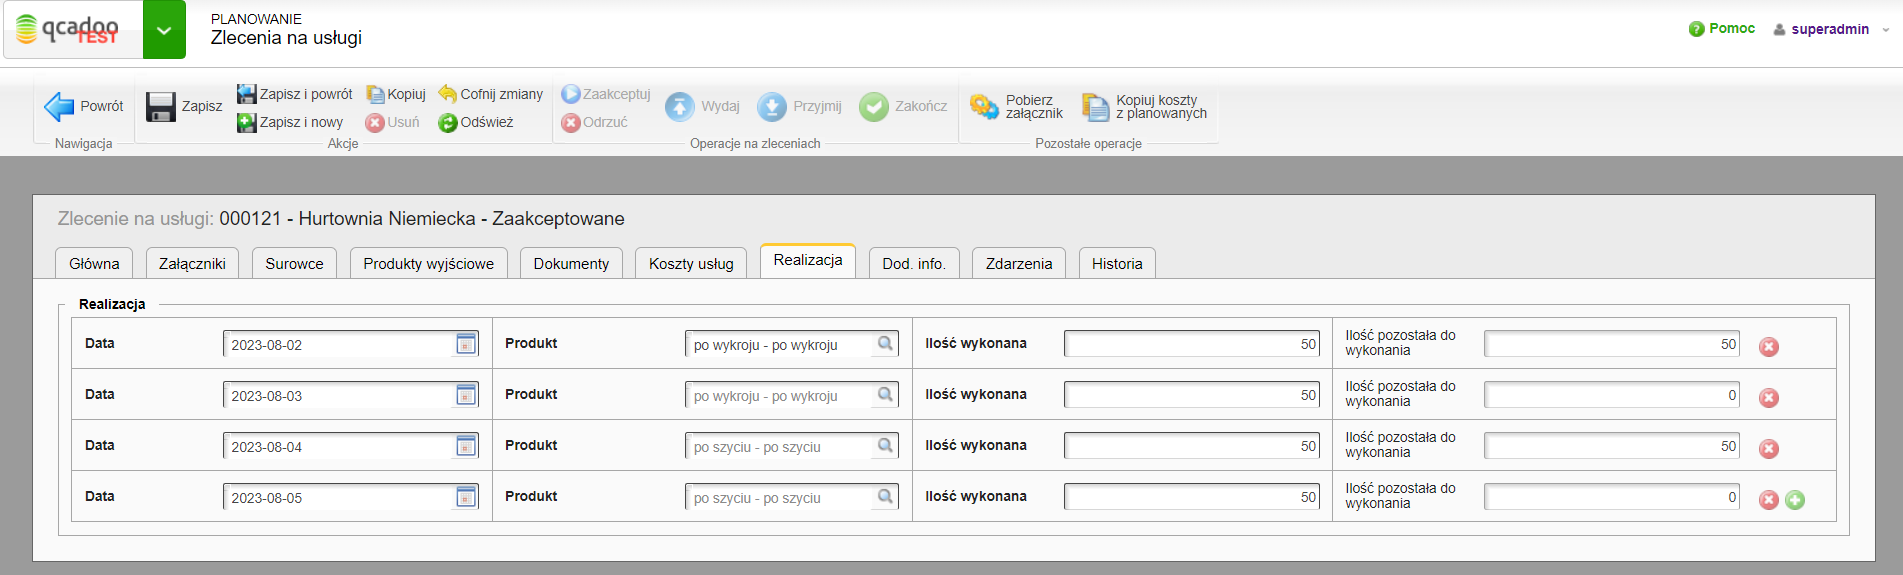 qcadoo
TEST
PLANOWANIE
Zlecenia na usługi
Pomoc
superadmin
Powrót
Nawigacja
Zapisz
Zapisz i powrót
Kopiuj
Cofnij zmiany
Zapisz i nowy
Usuń
Odśwież
Akcje
Zaakceptuj
Odrzuć
Wydaj
Przyjmij
Zakończ
Operacje na zleceniach
Pobierz
załącznik
Kopiuj koszty
z planowanych
Pozostałe operacje
Zlecenie na usługi: 000121 - Hurtownia Niemiecka - Zaakceptowane
Główna
Załączniki
Surowce
Produkty wyjściowe
Dokumenty
Koszty usług
Realizacja
Dod. info.
Zdarzenia
Historia
Realizacja
Data 2023-08-02 Produkt po wykroju - po wykroju Ilość wykonana 50 Ilość pozostała do
wykonania 50
Data 2023-08-03 Produkt po wykroju - po wykroju Ilość wykonana 50 Ilość pozostała do
wykonania 0
Data 2023-08-04 Produkt po szyciu - po szyciu Ilość wykonana 50 Ilość pozostała do
wykonania 50
Data 2023-08-05 Produkt po szyciu - po szyciu Ilość wykonana 50 Ilość pozostała do
wykonania 0